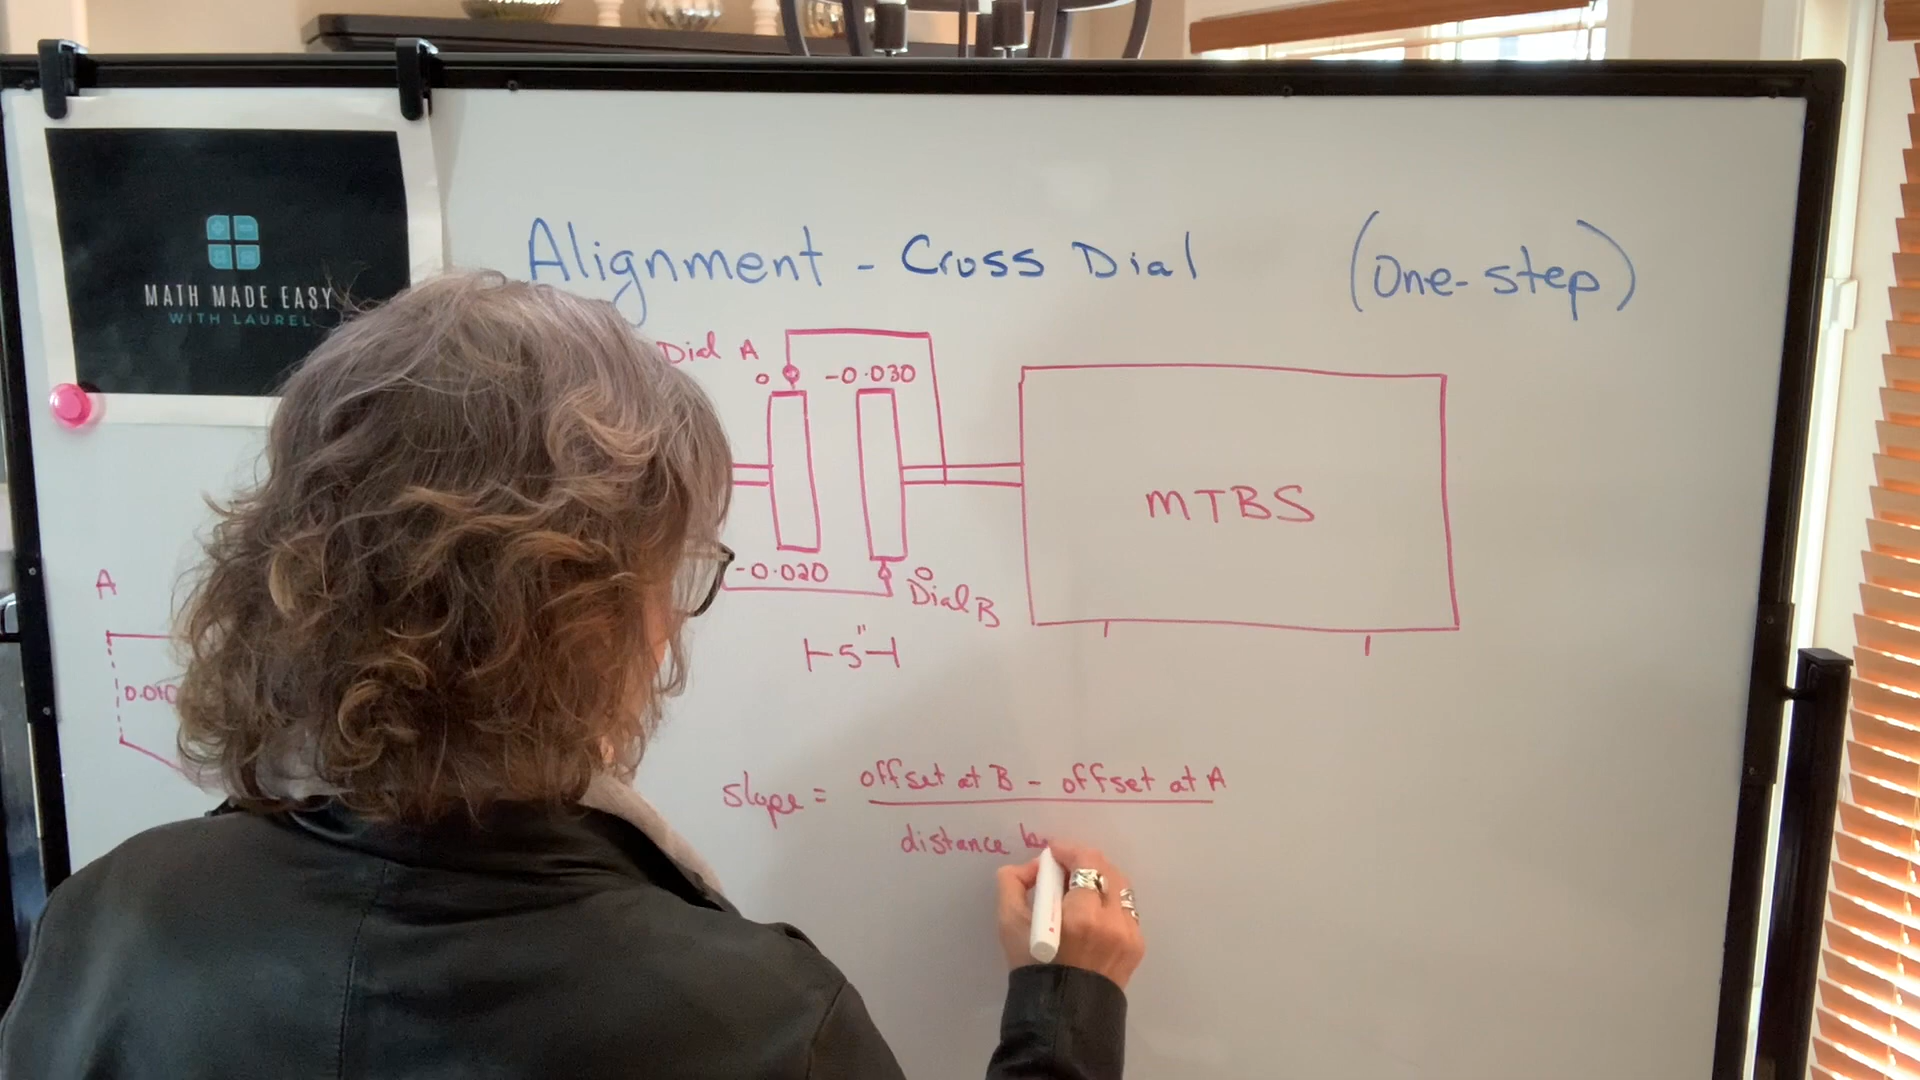 MATH MADE EASY
WITH LAUREL
Alignment - Cross Dial (One-step)
Dial A
0 -0.030
MTBS
-0.020 0
Dial B
5"
A
0.010
slope = offset at B - offset at A
distance be